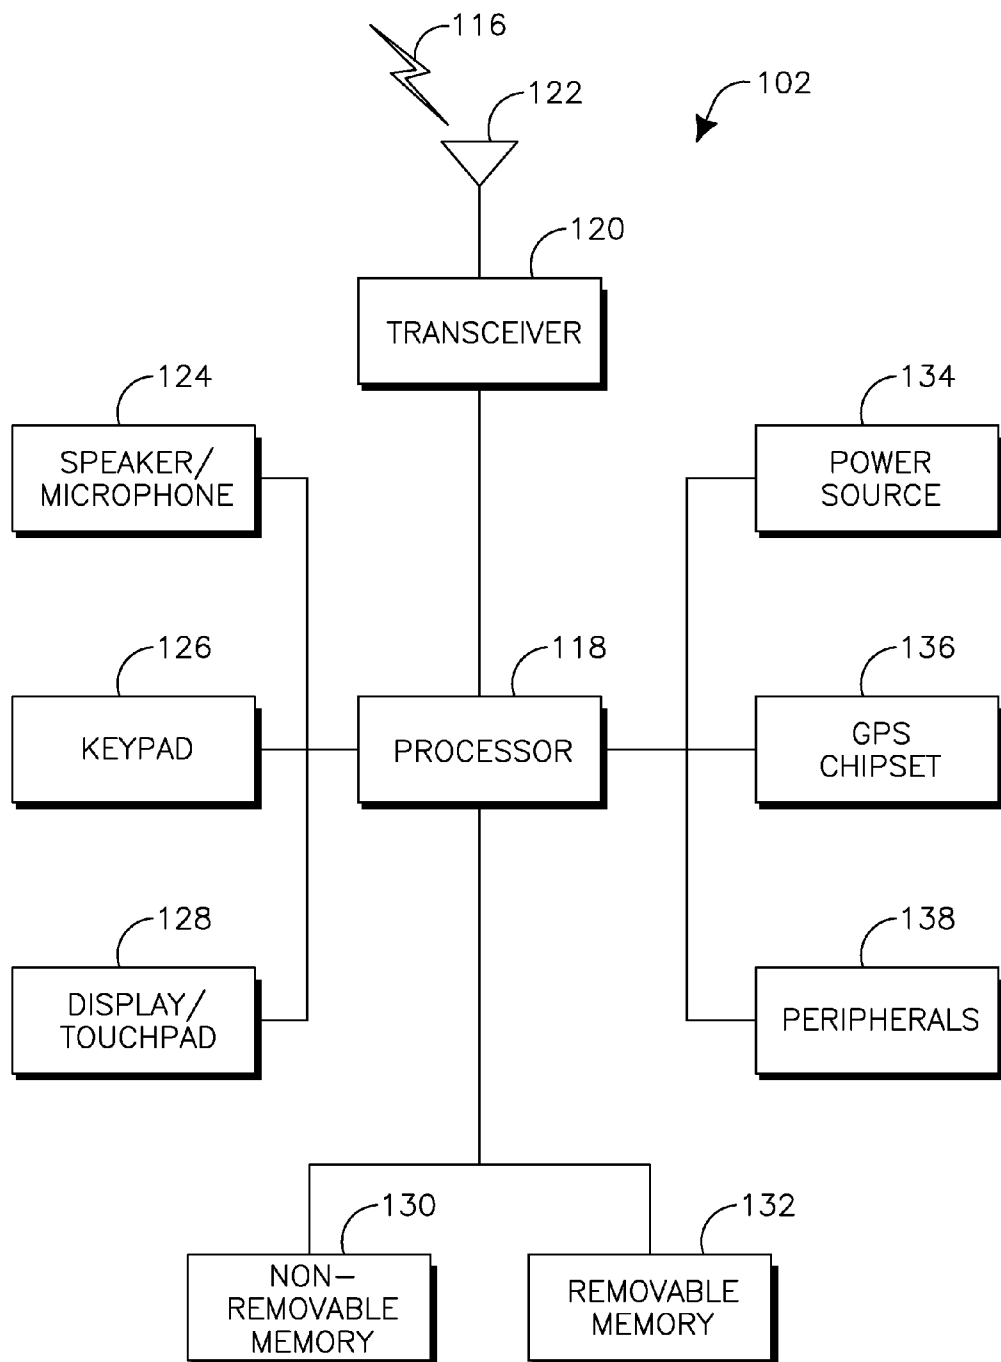 116
122
102
120
TRANSCEIVER
124
134
SPEAKER/
MICROPHONE
POWER
SOURCE
126
118
136
KEYPAD
PROCESSOR
GPS
CHIPSET
128
138
DISPLAY/
TOUCHPAD
PERIPHERALS
130
132
NON-
REMOVABLE
MEMORY
REMOVABLE
MEMORY